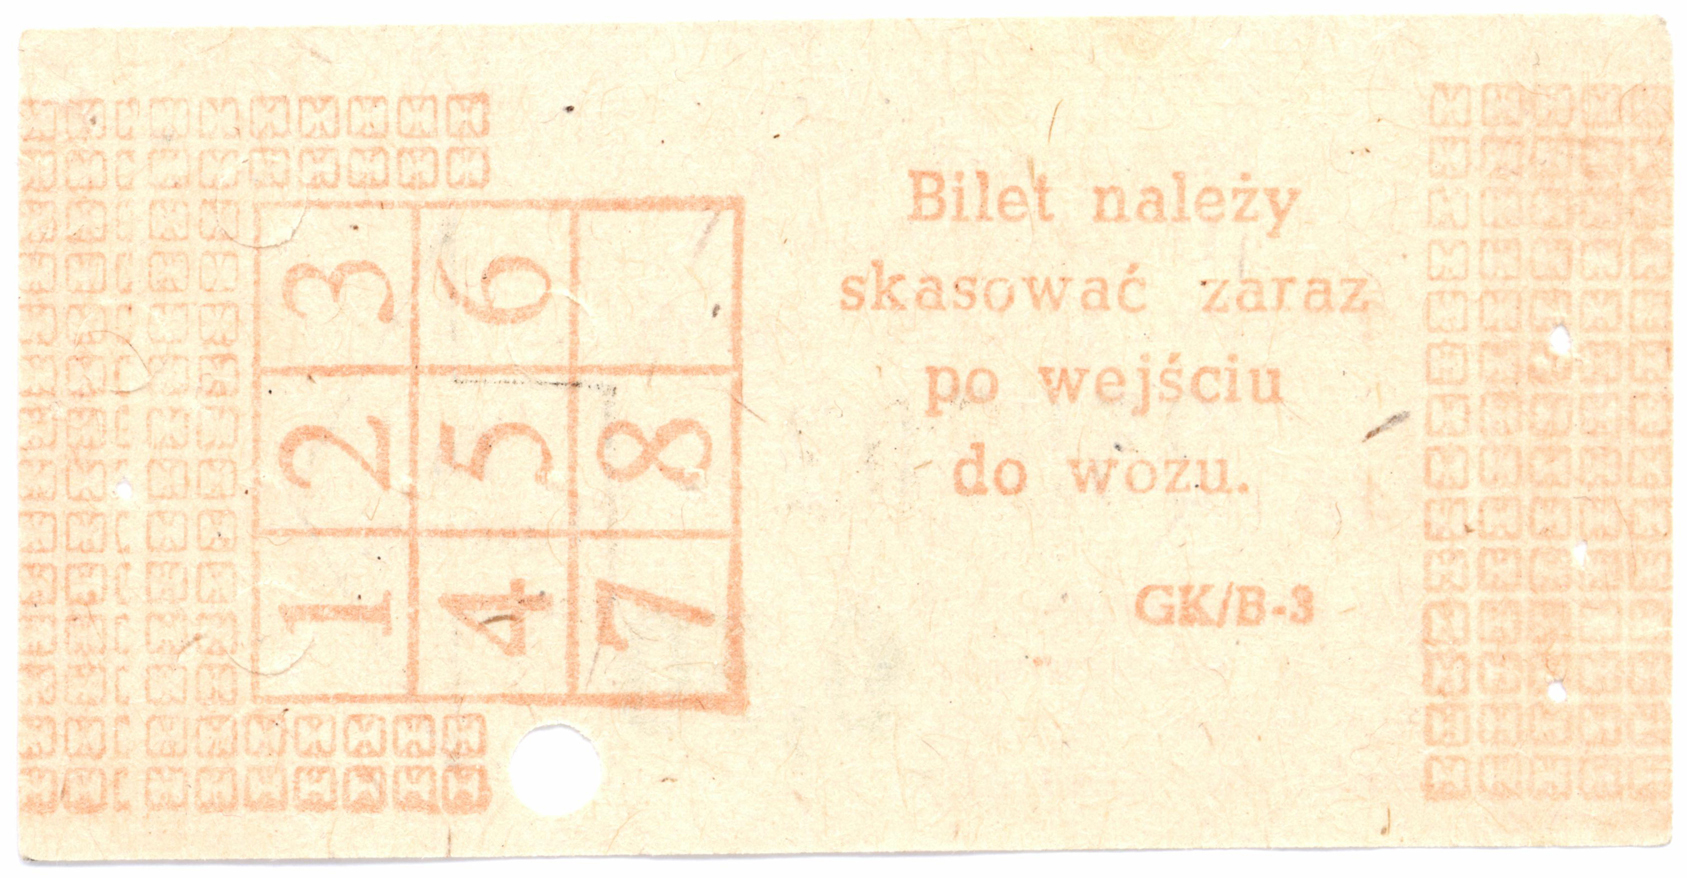 3 6
2 5 8
1 4 7
Bilet należy
skasować zaraz
po wejściu
do wozu.
GK/B-3